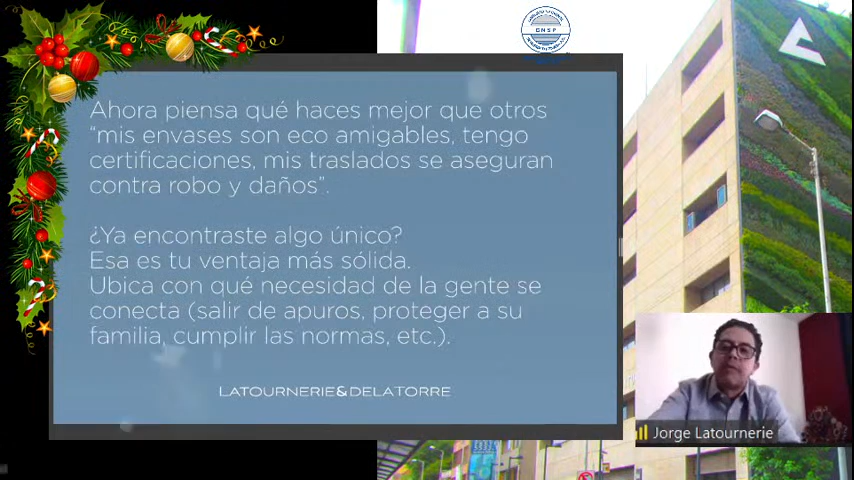 ENSF
Ahora piensa qué haces mejor que otros
“mis envases son eco amigables, tengo
certificaciones, mis traslados se aseguran
contra robo y daños”.
¿Ya encontraste algo único?
Esa es tu ventaja más sólida.
Ubica con qué necesidad de la gente se
conecta (salir de apuros, proteger a su
familia, cumplir las normas, etc.).
LATOURNERIE&DELATORRE
Jorge Latournerie